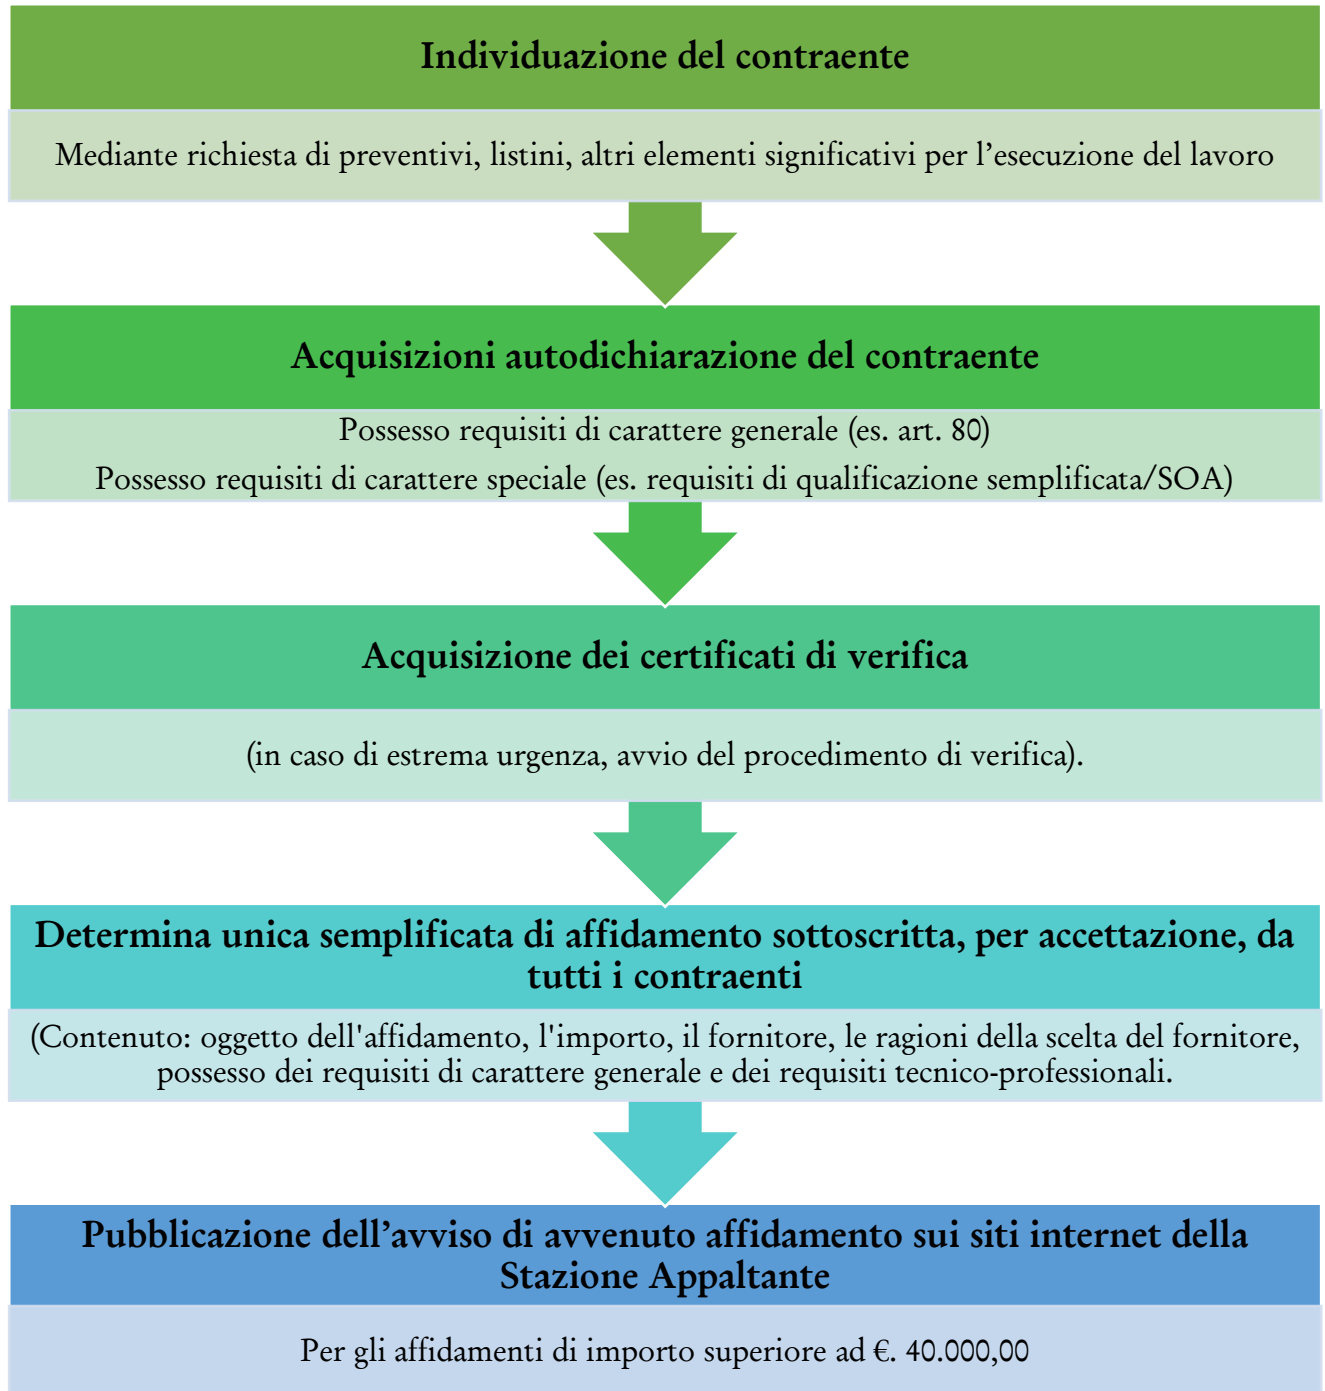 Individuazione del contraente
Mediante richiesta di preventivi, listini, altri elementi significativi per l’esecuzione del lavoro
Acquisizioni autodichiarazione del contraente
Possesso requisiti di carattere generale (es. art. 80)
Possesso requisiti di carattere speciale (es. requisiti di qualificazione semplificata/SOA)
Acquisizione dei certificati di verifica
(in caso di estrema urgenza, avvio del procedimento di verifica).
Determina unica semplificata di affidamento sottoscritta, per accettazione, da
tutti i contraenti
(Contenuto: oggetto dell'affidamento, l'importo, il fornitore, le ragioni della scelta del fornitore,
possesso dei requisiti di carattere generale e dei requisiti tecnico-professionali.
Pubblicazione dell’avviso di avvenuto affidamento sui siti internet della
Stazione Appaltante
Per gli affidamenti di importo superiore ad €. 40.000,00